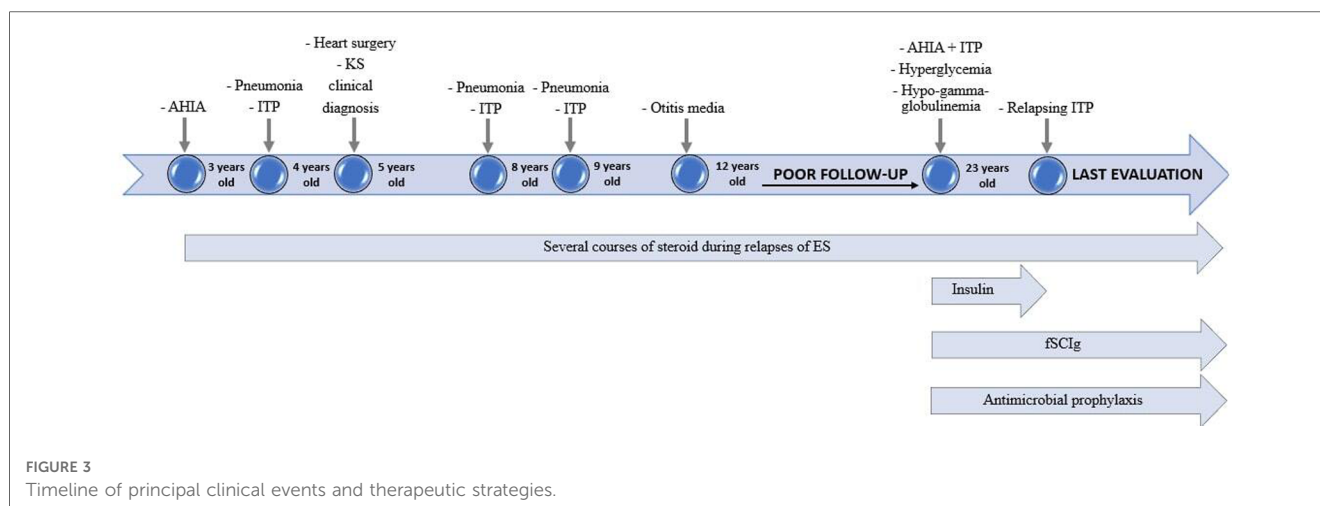 - AHIA
- Pneumonia
- ITP
- Heart surgery
- KS
clinical
diagnosis
- Pneumonia
- ITP
- Pneumonia
- ITP
- Otitis media
- AHIA + ITP
- Hyperglycemia
- Hypo-gamma-
globulinemia
- Relapsing ITP
3 years
old
4 years
old
5 years
old
8 years
old
9 years
old
12 years
old
POOR FOLLOW-UP
23 years
old
LAST EVALUATION
Several courses of steroid during relapses of ES
Insulin
fSCIg
Antimicrobial prophylaxis
FIGURE 3
Timeline of principal clinical events and therapeutic strategies.